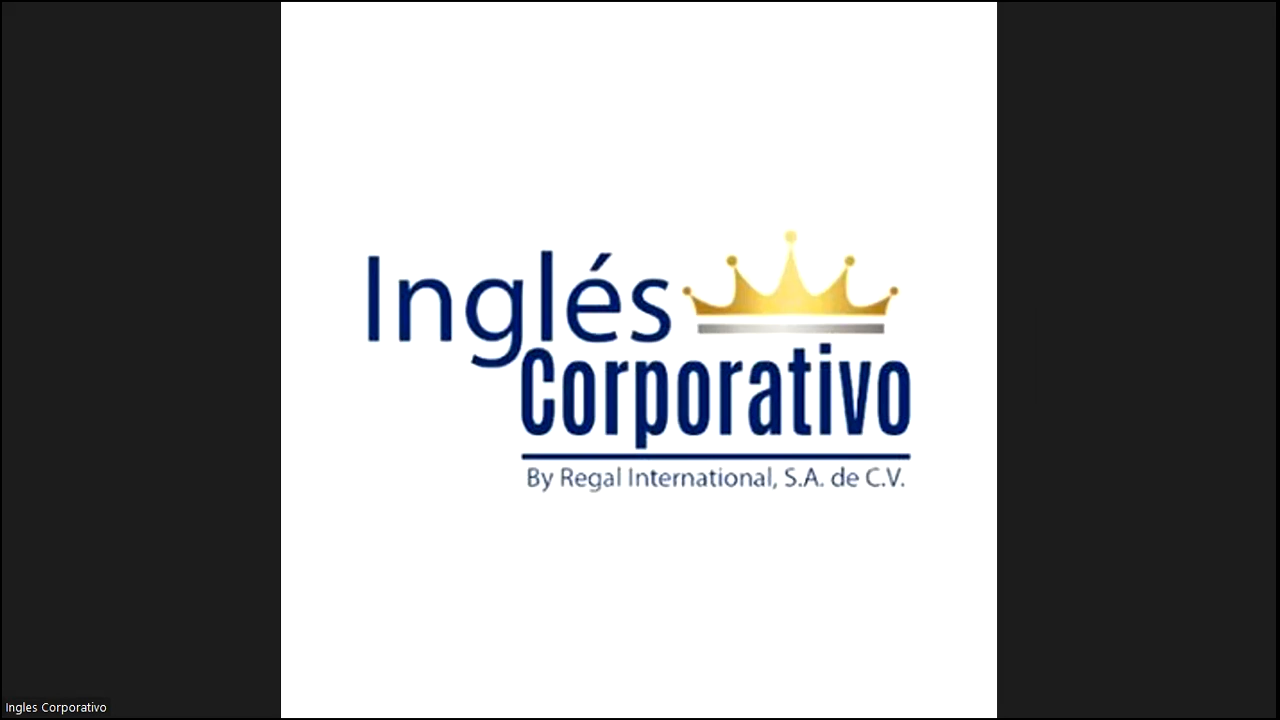 Inglés
Corporativo
By Regal International, S.A. de C.V.
Ingles Corporativo